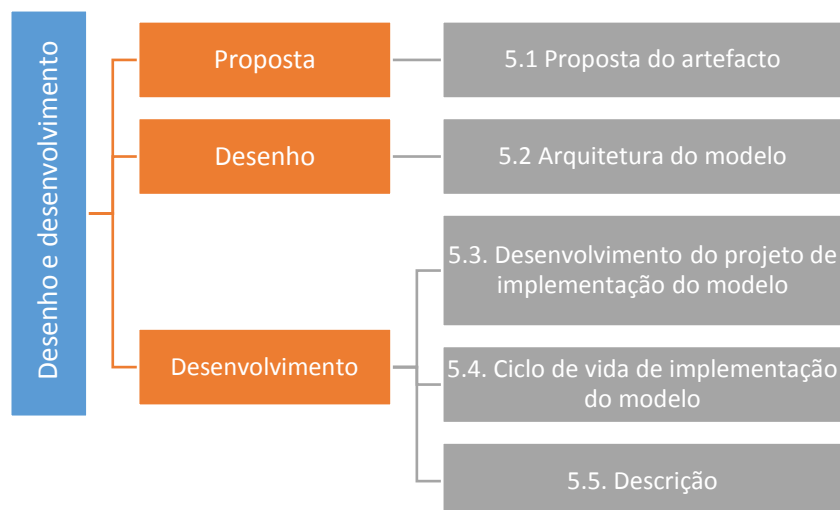 Desenho e desenvolvimento
Proposta
5.1 Proposta do artefacto
Desenho
5.2 Arquitetura do modelo
Desenvolvimento
5.3. Desenvolvimento do projeto de
implementação do modelo
5.4. Ciclo de vida de implementação
do modelo
5.5. Descrição